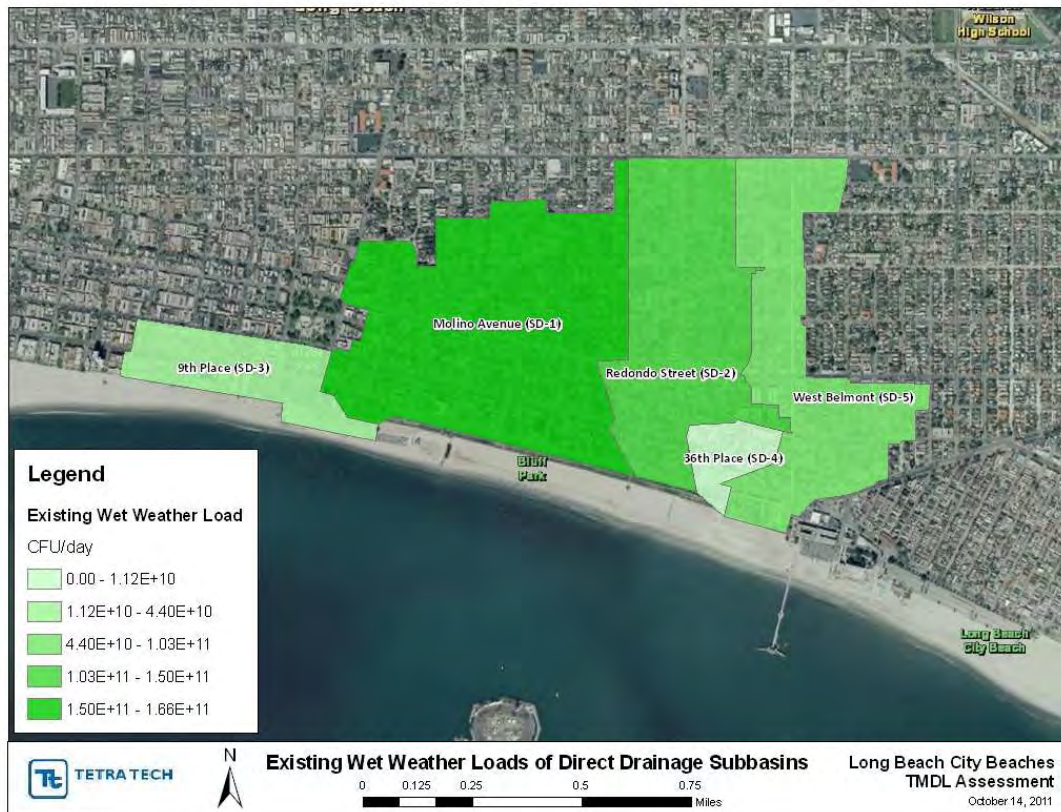 Long Beach
Wilson
High School
Molino Avenue (SD-1)
9th Place (SD-3)
Redondo Street (SD-2)
West Belmont (SD-5)
36th Place (SD-4)
Bluff
Park
Long Beach
City Beach
Legend
Existing Wet Weather Load
CFU/day
0.00 - 1.12E+10
1.12E+10 - 4.40E+10
4.40E+10 - 1.03E+11
1.03E+11 - 1.50E+11
1.50E+11 - 1.66E+11
Tt
TETRA TECH
N
Existing Wet Weather Loads of Direct Drainage Subbasins
0 0.125 0.25 0.5 0.75
Miles
Long Beach City Beaches
TMDL Assessment
October 14, 2011